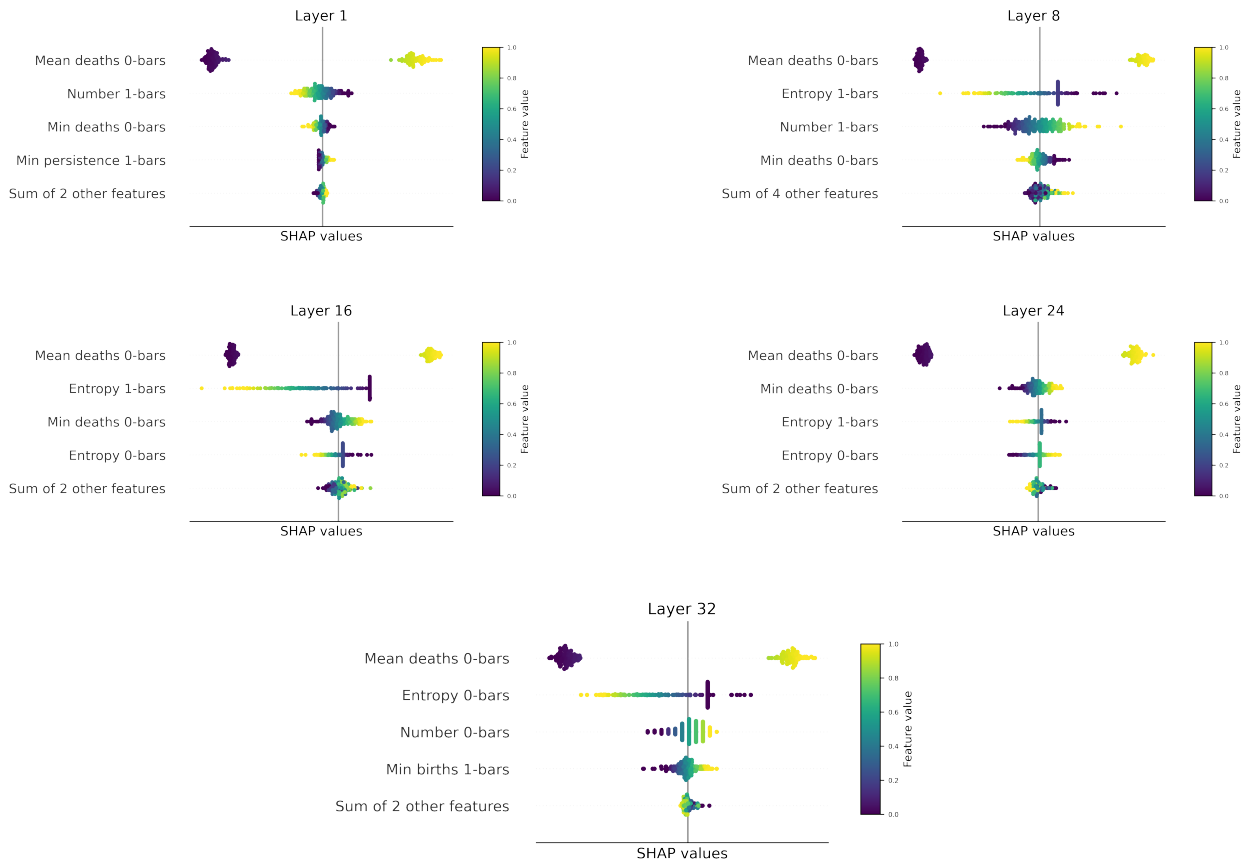 Layer 1
Mean deaths 0-bars
Number 1-bars
Min deaths 0-bars
Min persistence 1-bars
Sum of 2 other features
SHAP values
1.0
0.8
0.6
0.4
0.2
0.0
Feature value
Layer 8
Mean deaths 0-bars
Entropy 1-bars
Number 1-bars
Min deaths 0-bars
Sum of 4 other features
SHAP values
1.0
0.8
0.6
0.4
0.2
0.0
Feature value
Layer 16
Mean deaths 0-bars
Entropy 1-bars
Min deaths 0-bars
Entropy 0-bars
Sum of 2 other features
SHAP values
1.0
0.8
0.6
0.4
0.2
0.0
Feature value
Layer 24
Mean deaths 0-bars
Min deaths 0-bars
Entropy 1-bars
Entropy 0-bars
Sum of 2 other features
SHAP values
1.0
0.8
0.6
0.4
0.2
0.0
Feature value
Layer 32
Mean deaths 0-bars
Entropy 0-bars
Number 0-bars
Min births 1-bars
Sum of 2 other features
SHAP values
1.0
0.8
0.6
0.4
0.2
0.0
Feature value